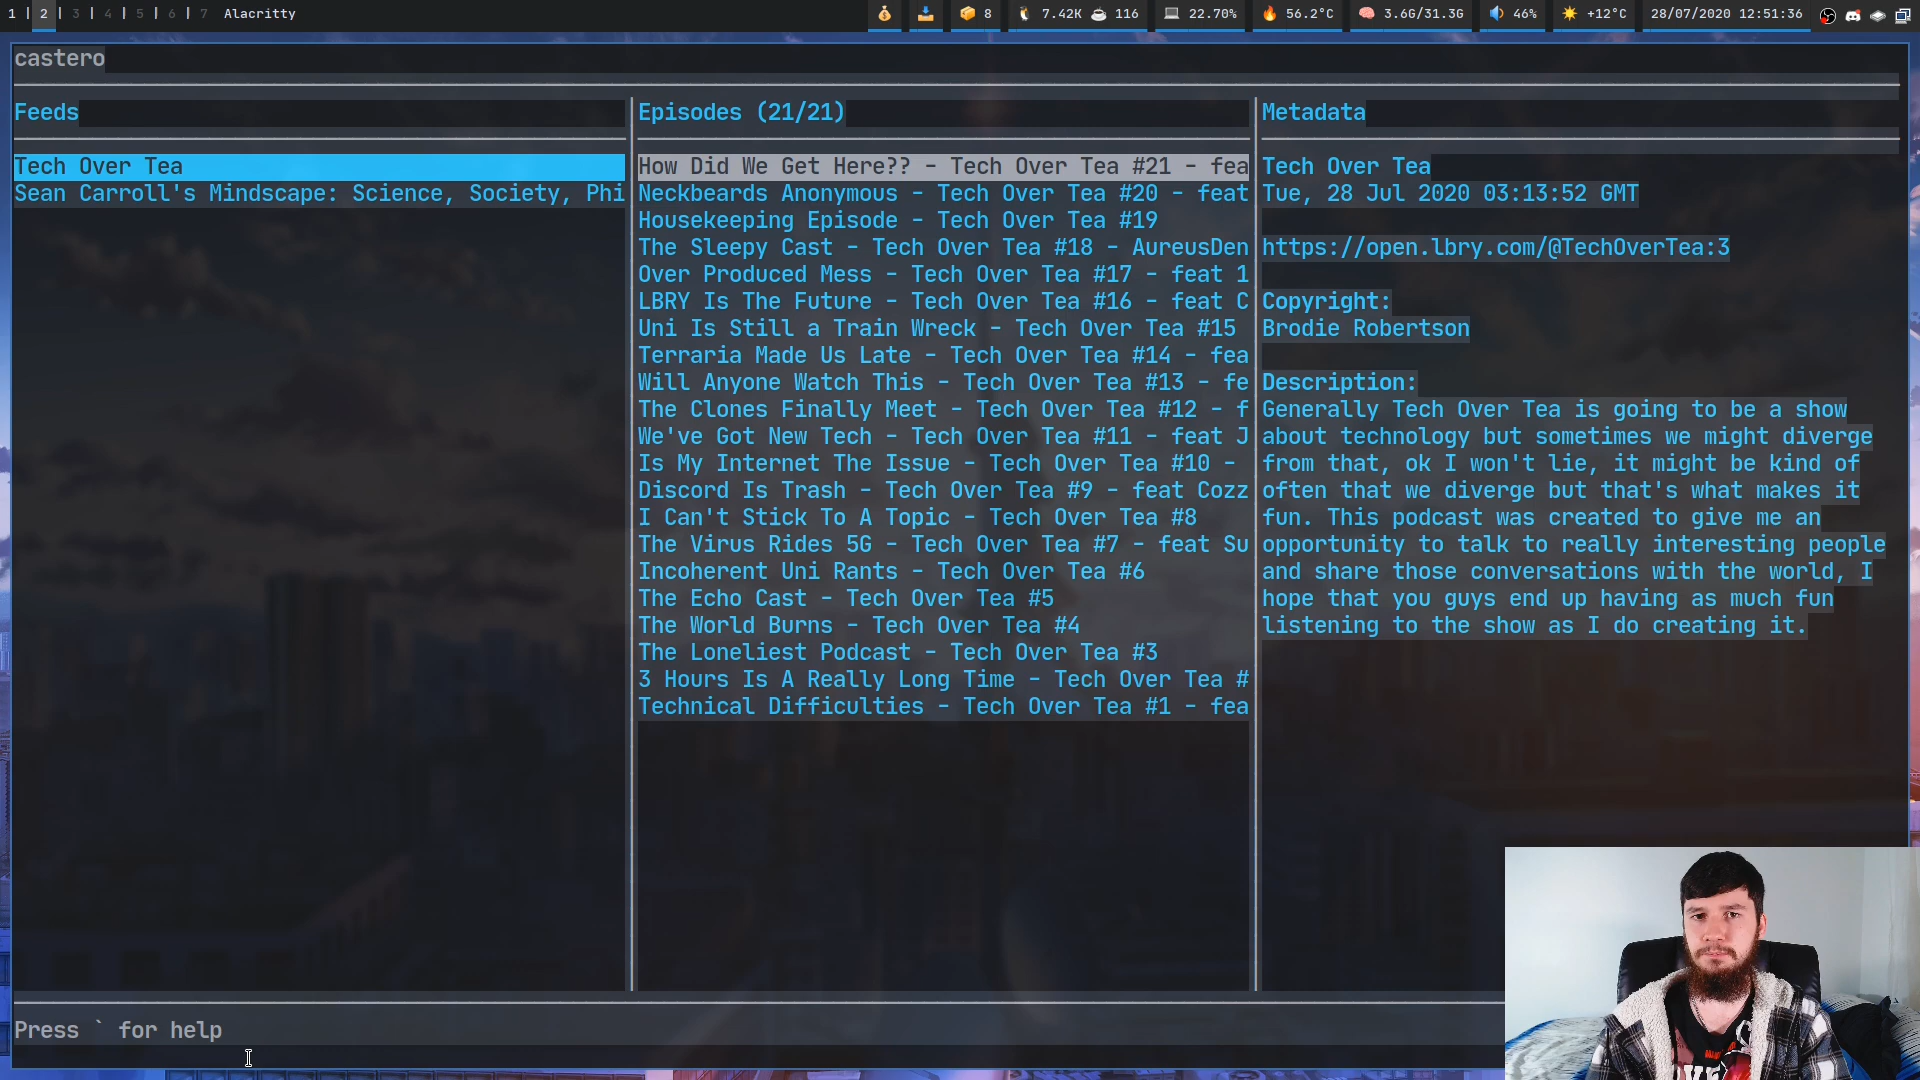 1 | 2 | 3 | 4 | 5 | 6 | 7 Alacritty 8 7.42K 116 22.70% 56.2°C 3.6G/31.3G 46% +12°C 28/07/2020 12:51:36
castero
Feeds
Tech Over Tea
Sean Carroll's Mindscape: Science, Society, Phi
Episodes (21/21)
How Did We Get Here?? - Tech Over Tea #21 - fea
Neckbeards Anonymous - Tech Over Tea #20 - feat
Housekeeping Episode - Tech Over Tea #19
The Sleepy Cast - Tech Over Tea #18 - AureusDen
Over Produced Mess - Tech Over Tea #17 - feat 1
LBRY Is The Future - Tech Over Tea #16 - feat C
Uni Is Still a Train Wreck - Tech Over Tea #15
Terraria Made Us Late - Tech Over Tea #14 - fea
Will Anyone Watch This - Tech Over Tea #13 - fe
The Clones Finally Meet - Tech Over Tea #12 - f
We've Got New Tech - Tech Over Tea #11 - feat J
Is My Internet The Issue - Tech Over Tea #10 -
Discord Is Trash - Tech Over Tea #9 - feat Cozz
I Can't Stick To A Topic - Tech Over Tea #8
The Virus Rides 5G - Tech Over Tea #7 - feat Su
Incoherent Uni Rants - Tech Over Tea #6
The Echo Cast - Tech Over Tea #5
The World Burns - Tech Over Tea #4
The Loneliest Podcast - Tech Over Tea #3
3 Hours Is A Really Long Time - Tech Over Tea #
Technical Difficulties - Tech Over Tea #1 - fea
Metadata
Tech Over Tea
Tue, 28 Jul 2020 03:13:52 GMT
https://open.lbry.com/@TechOverTea:3
Copyright:
Brodie Robertson
Description:
Generally Tech Over Tea is going to be a show
about technology but sometimes we might diverge
from that, ok I won't lie, it might be kind of
often that we diverge but that's what makes it
fun. This podcast was created to give me an
opportunity to talk to really interesting people
and share those conversations with the world, I
hope that you guys end up having as much fun
listening to the show as I do creating it.
Press ` for help